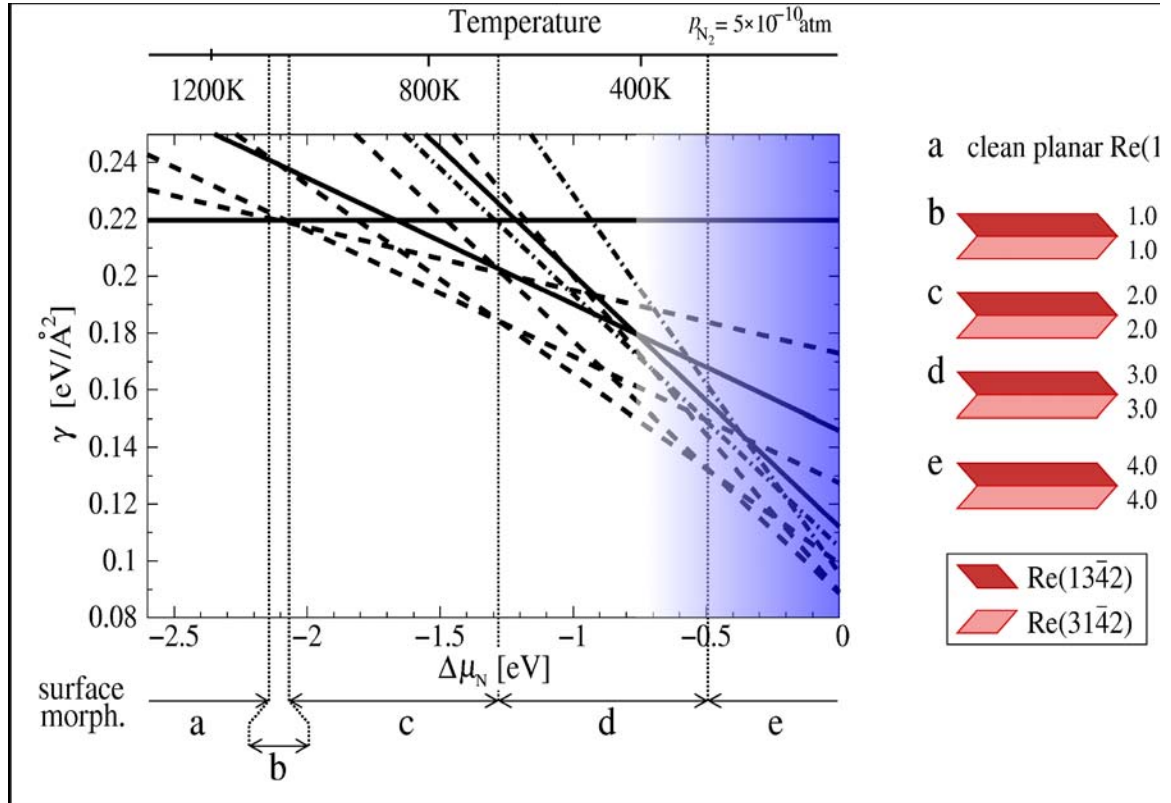 Temperature
p_N₂ = 5×10⁻¹⁰ atm
1200K 800K 400K
0.24
0.22
0.2
0.18
0.16
0.14
0.12
0.1
0.08
γ [eV/Å²]
−2.5 −2 −1.5 −1 −0.5 0
Δμ_N [eV]
surface
morph.
a c d e
b
a clean planar Re(1
b 1.0
1.0
c 2.0
2.0
d 3.0
3.0
e 4.0
4.0
Re(134̄2)
Re(314̄2)